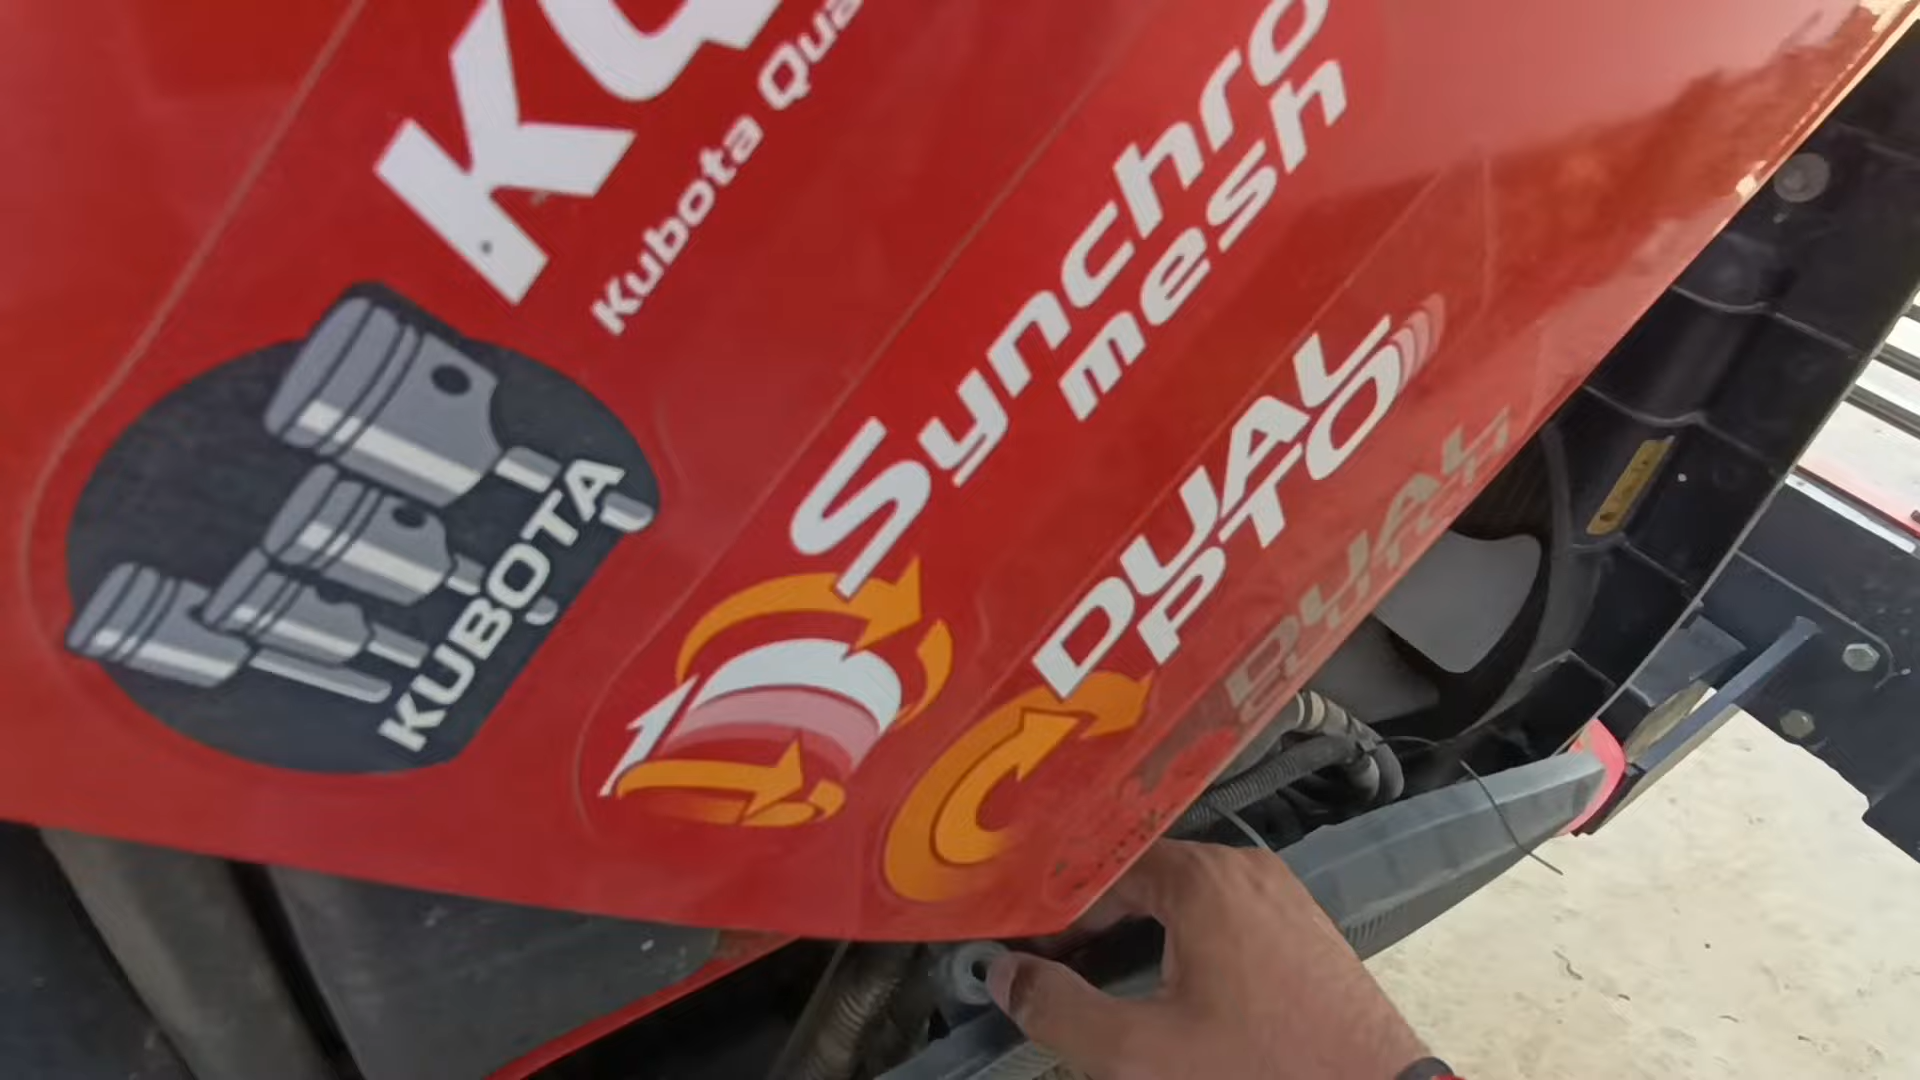 Kubota Qua
Synchro
mesh
DUAL
PTO
KUBOTA